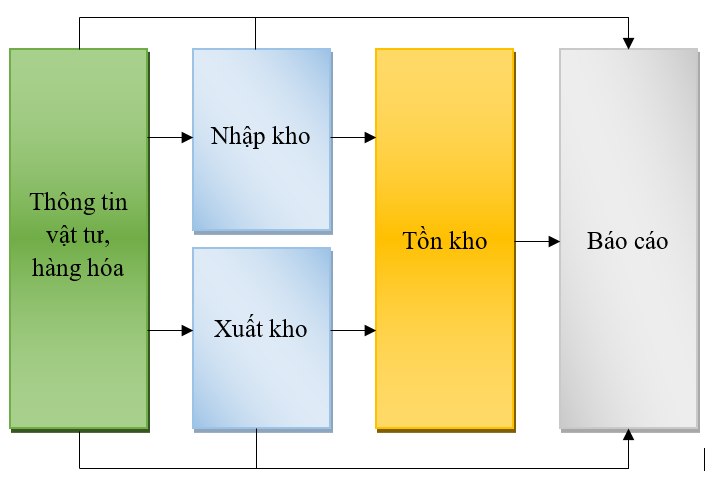 Thông tin
vật tư,
hàng hóa
Nhập kho
Xuất kho
Tồn kho
Báo cáo